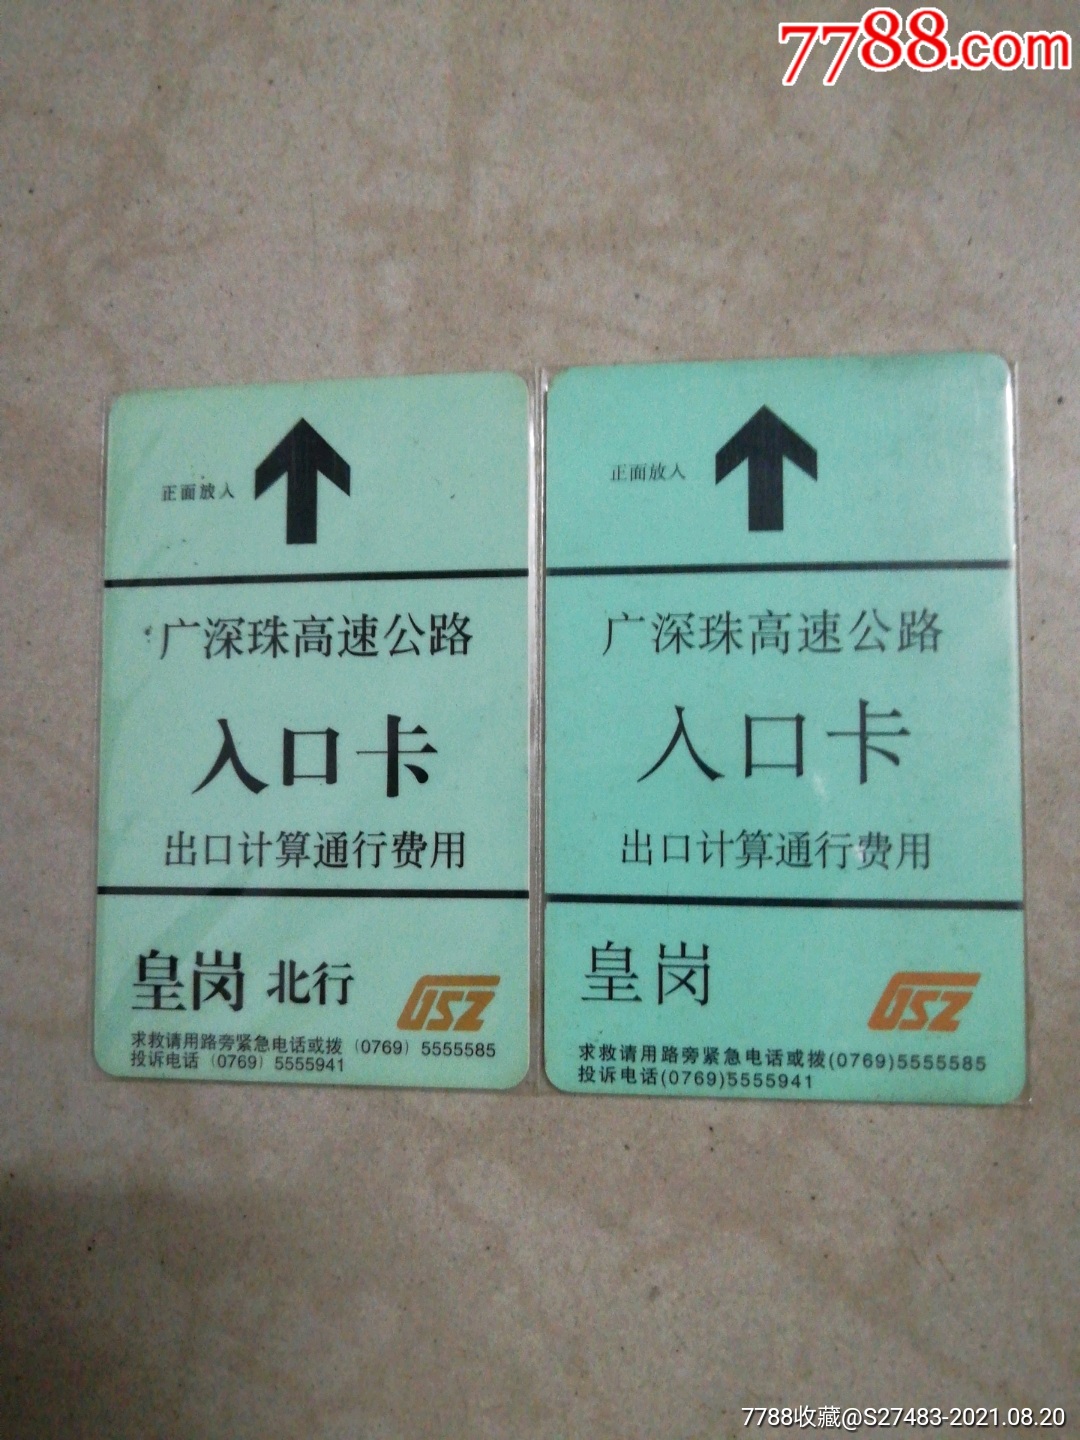 7788.com
正面放入
广深珠高速公路
入口卡
出口计算通行费用
皇岗 北行
GSZ
求救请用路旁紧急电话或拨 (0769) 5555585
投诉电话 (0769) 5555941
正面放入
广深珠高速公路
入口卡
出口计算通行费用
皇岗
GSZ
求救请用路旁紧急电话或拨(0769)5555585
投诉电话(0769)5555941
7788收藏@S27483-2021.08.20